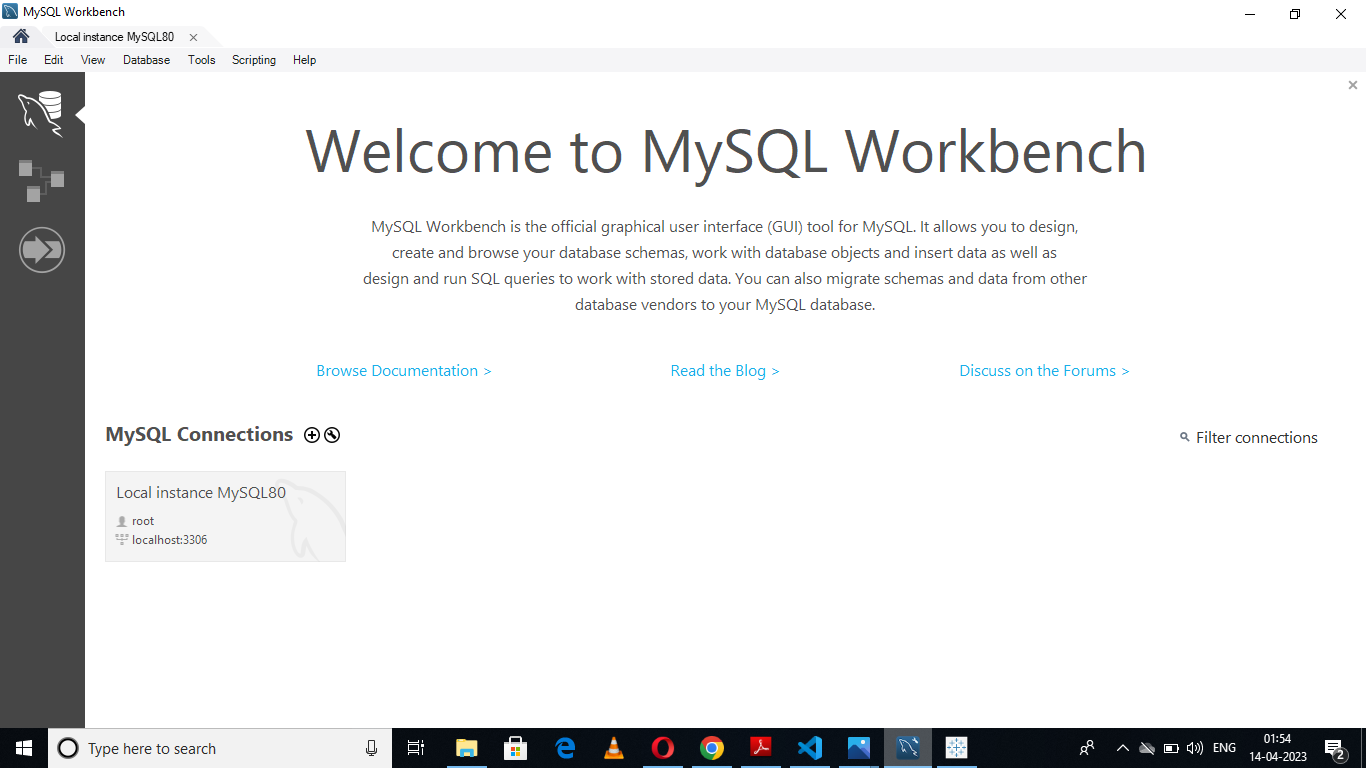 MySQL Workbench
Local instance MySQL80
File Edit View Database Tools Scripting Help
Welcome to MySQL Workbench
MySQL Workbench is the official graphical user interface (GUI) tool for MySQL. It allows you to design,
create and browse your database schemas, work with database objects and insert data as well as
design and run SQL queries to work with stored data. You can also migrate schemas and data from other
database vendors to your MySQL database.
Browse Documentation > Read the Blog > Discuss on the Forums >
MySQL Connections Filter connections
Local instance MySQL80
root
localhost:3306
Type here to search ENG 01:54
14-04-2023 2